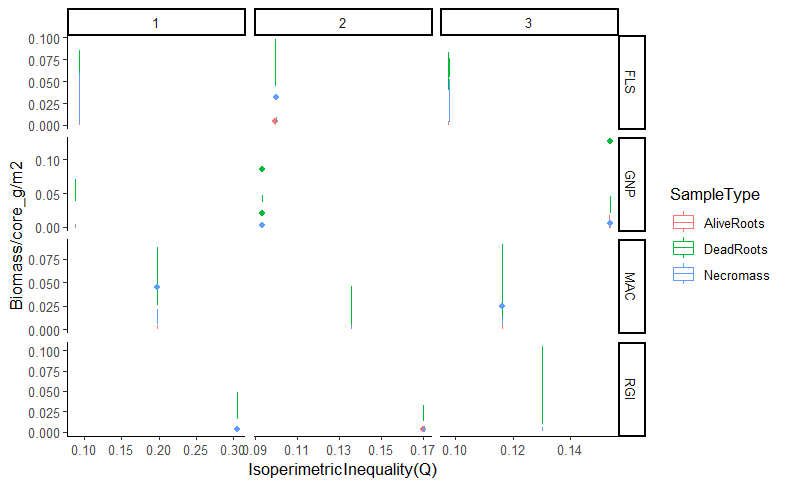 1 2 3
0.100
0.075
0.050
0.025
0.000
FLS
0.10
0.05
0.00
GNP
Biomass/core_g/m2
0.075
0.050
0.025
0.000
MAC
0.100
0.075
0.050
0.025
0.000
RGI
0.10 0.15 0.20 0.25 0.30 0.09 0.11 0.13 0.15 0.17 0.10 0.12 0.14
IsoperimetricInequality(Q)
SampleType
AliveRoots
DeadRoots
Necromass